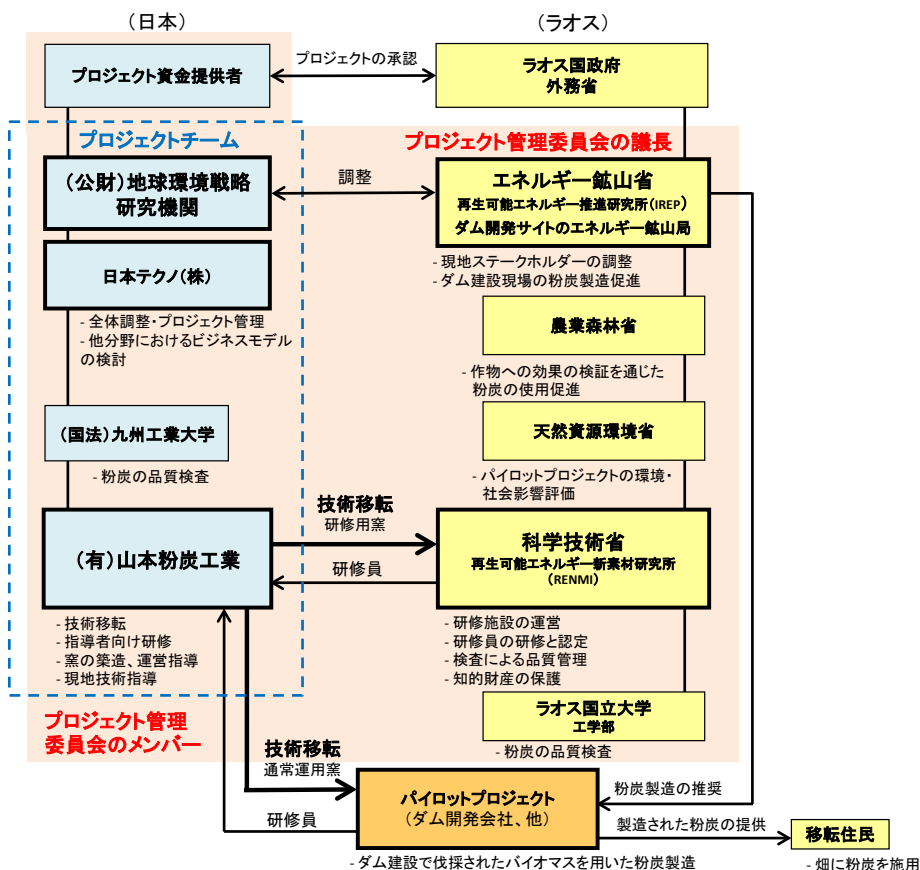 (日本)
(ラオス)
プロジェクト資金提供者
プロジェクトの承認
ラオス国政府
外務省
プロジェクトチーム
プロジェクト管理委員会の議長
(公財)地球環境戦略
研究機関
調整
エネルギー鉱山省
再生可能エネルギー推進研究所(IREP)
ダム開発サイトのエネルギー鉱山局
日本テクノ(株)
- 全体調整・プロジェクト管理
- 他分野におけるビジネスモデル
の検討
- 現地ステークホルダーの調整
- ダム建設現場の粉炭製造促進
農業森林省
- 作物への効果の検証を通じた
粉炭の使用促進
(国法)九州工業大学
- 粉炭の品質検査
天然資源環境省
- パイロットプロジェクトの環境・
社会影響評価
(有)山本粉炭工業
技術移転
研修用窯
研修員
科学技術省
再生可能エネルギー新素材研究所
(RENMI)
- 技術移転
- 指導者向け研修
- 窯の築造、運営指導
- 現地技術指導
- 研修施設の運営
- 研修員の研修と認定
- 検査による品質管理
- 知的財産の保護
ラオス国立大学
工学部
- 粉炭の品質検査
プロジェクト管理
委員会のメンバー
技術移転
通常運用窯
研修員
パイロットプロジェクト
(ダム開発会社、他)
- ダム建設で伐採されたバイオマスを用いた粉炭製造
粉炭製造の推奨
製造された粉炭の提供
移転住民
- 畑に粉炭を施用